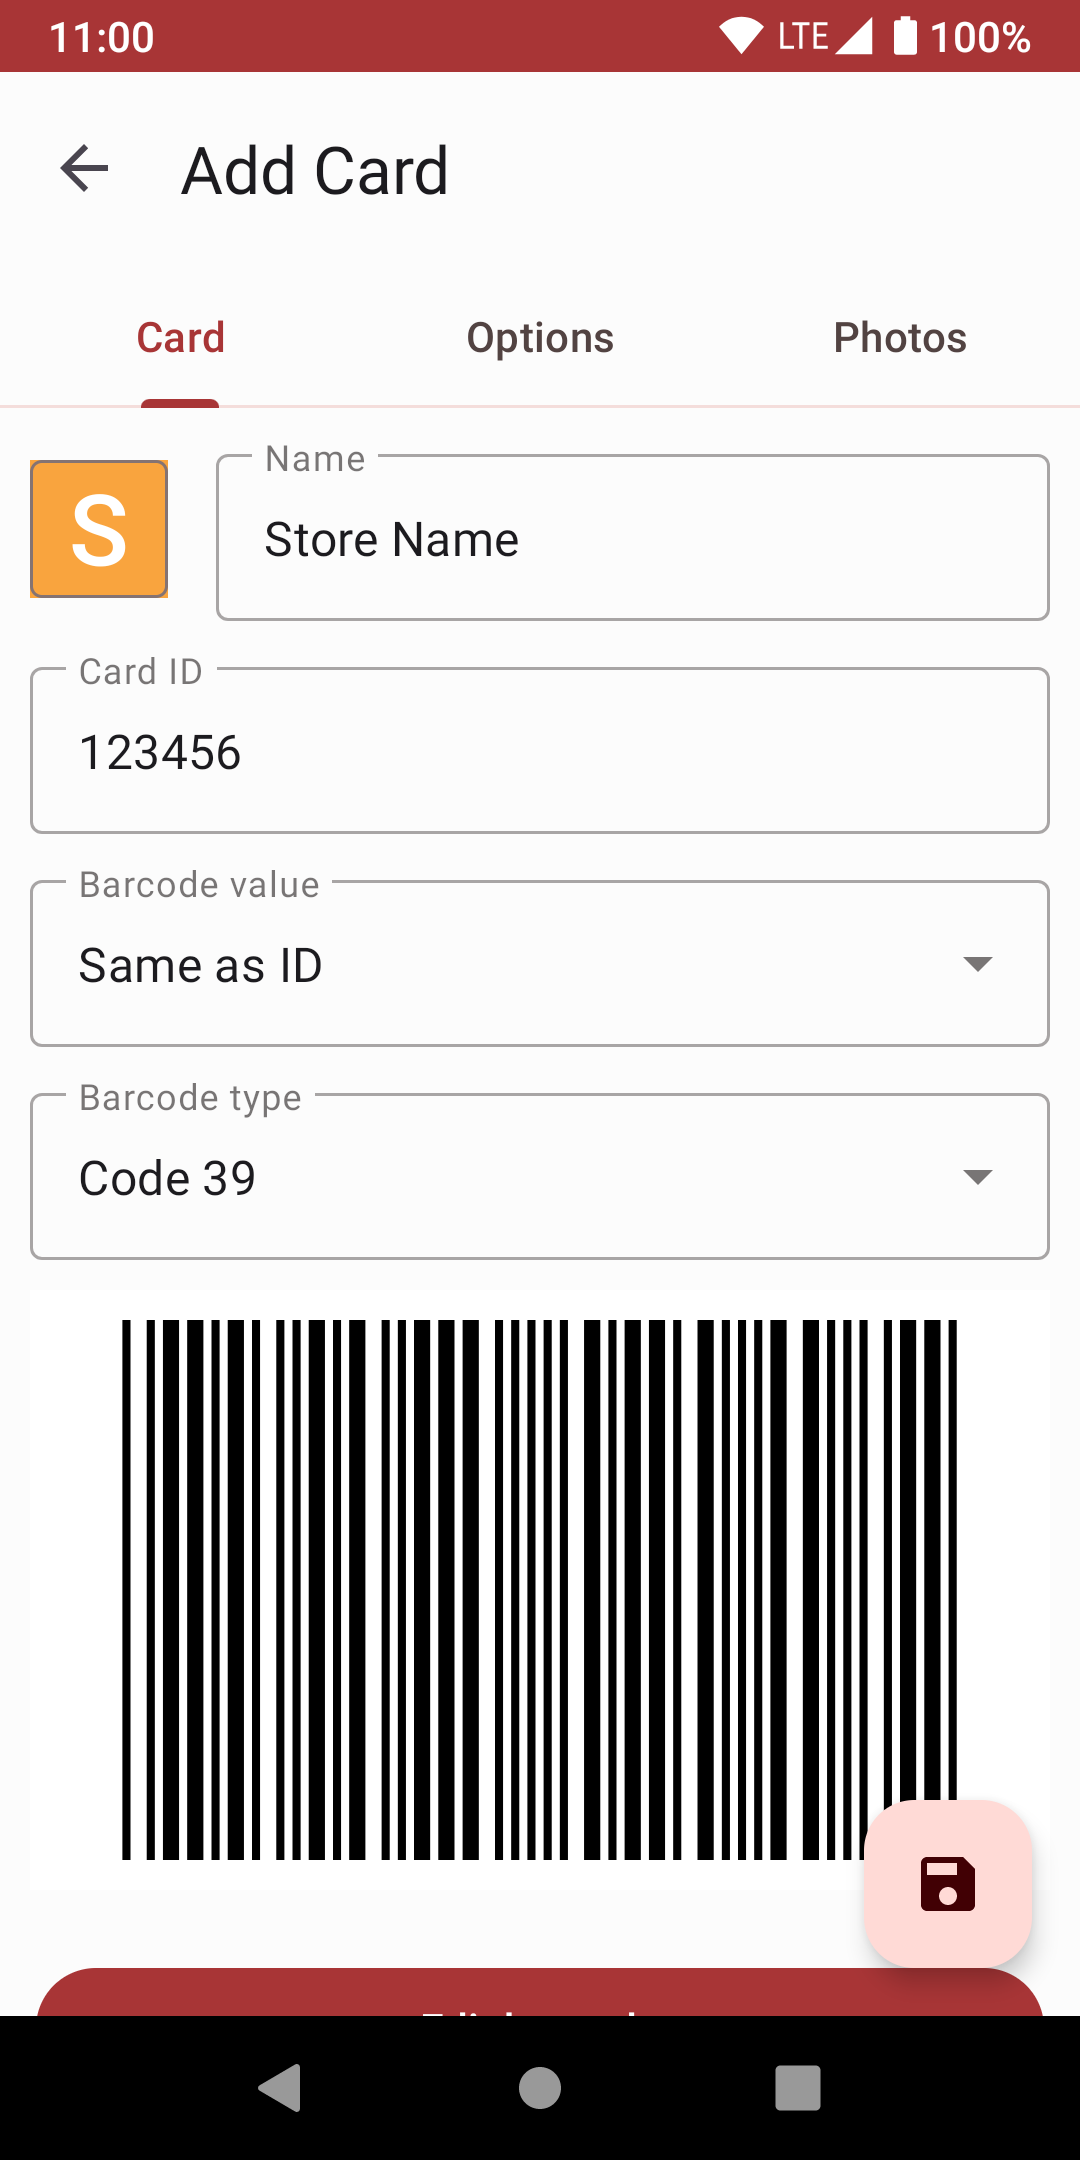 11:00 LTE 100%
Add Card
Card Options Photos
S
Name
Store Name
Card ID
123456
Barcode value
Same as ID
Barcode type
Code 39